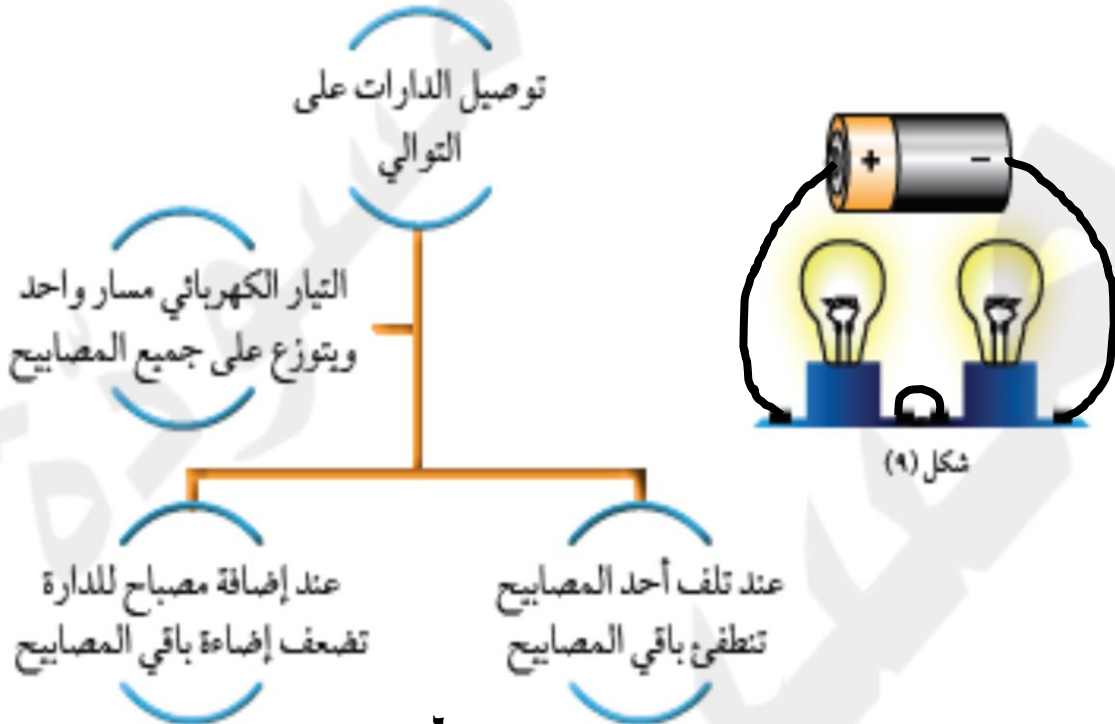 توصيل الدارات على
التوالي
+ -
التيار الكهربائي مسار واحد
ويتوزع على جميع المصابيح
شكل (٩)
عند تلف أحد المصابيح
تنطفئ باقي المصابيح
عند إضافة مصباح للدارة
تضعف إضاءة باقي المصابيح